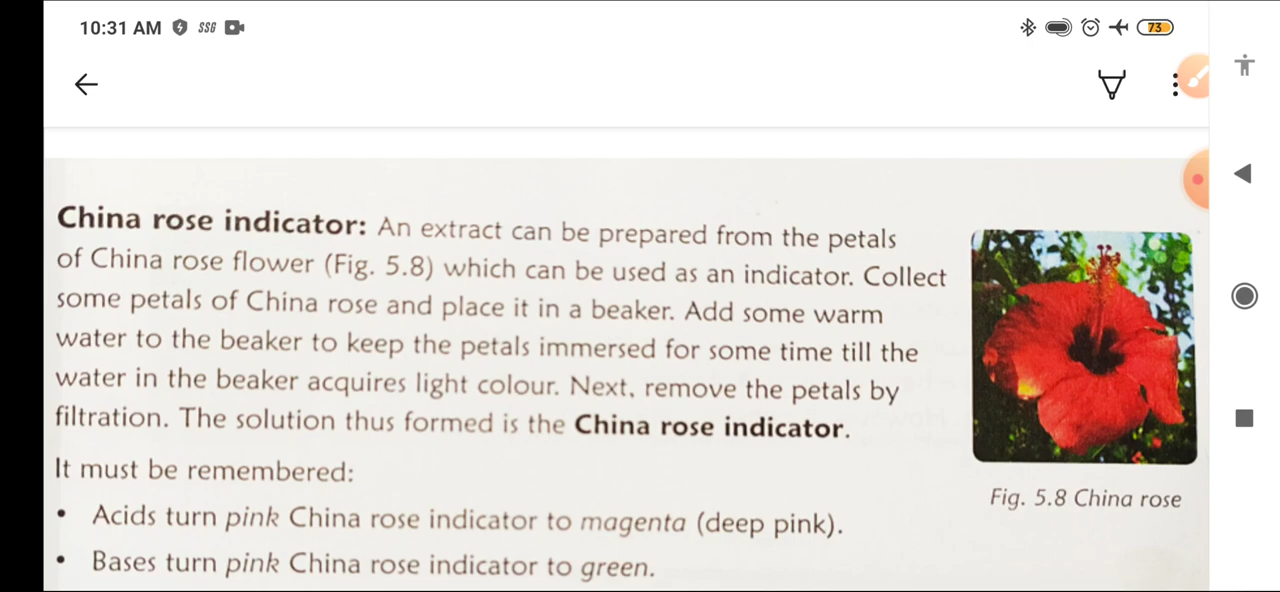 10:31 AM SSG
73
China rose indicator: An extract can be prepared from the petals
of China rose flower (Fig. 5.8) which can be used as an indicator. Collect
some petals of China rose and place it in a beaker. Add some warm
water to the beaker to keep the petals immersed for some time till the
water in the beaker acquires light colour. Next, remove the petals by
filtration. The solution thus formed is the China rose indicator.
It must be remembered:
• Acids turn pink China rose indicator to magenta (deep pink).
• Bases turn pink China rose indicator to green.
Fig. 5.8 China rose